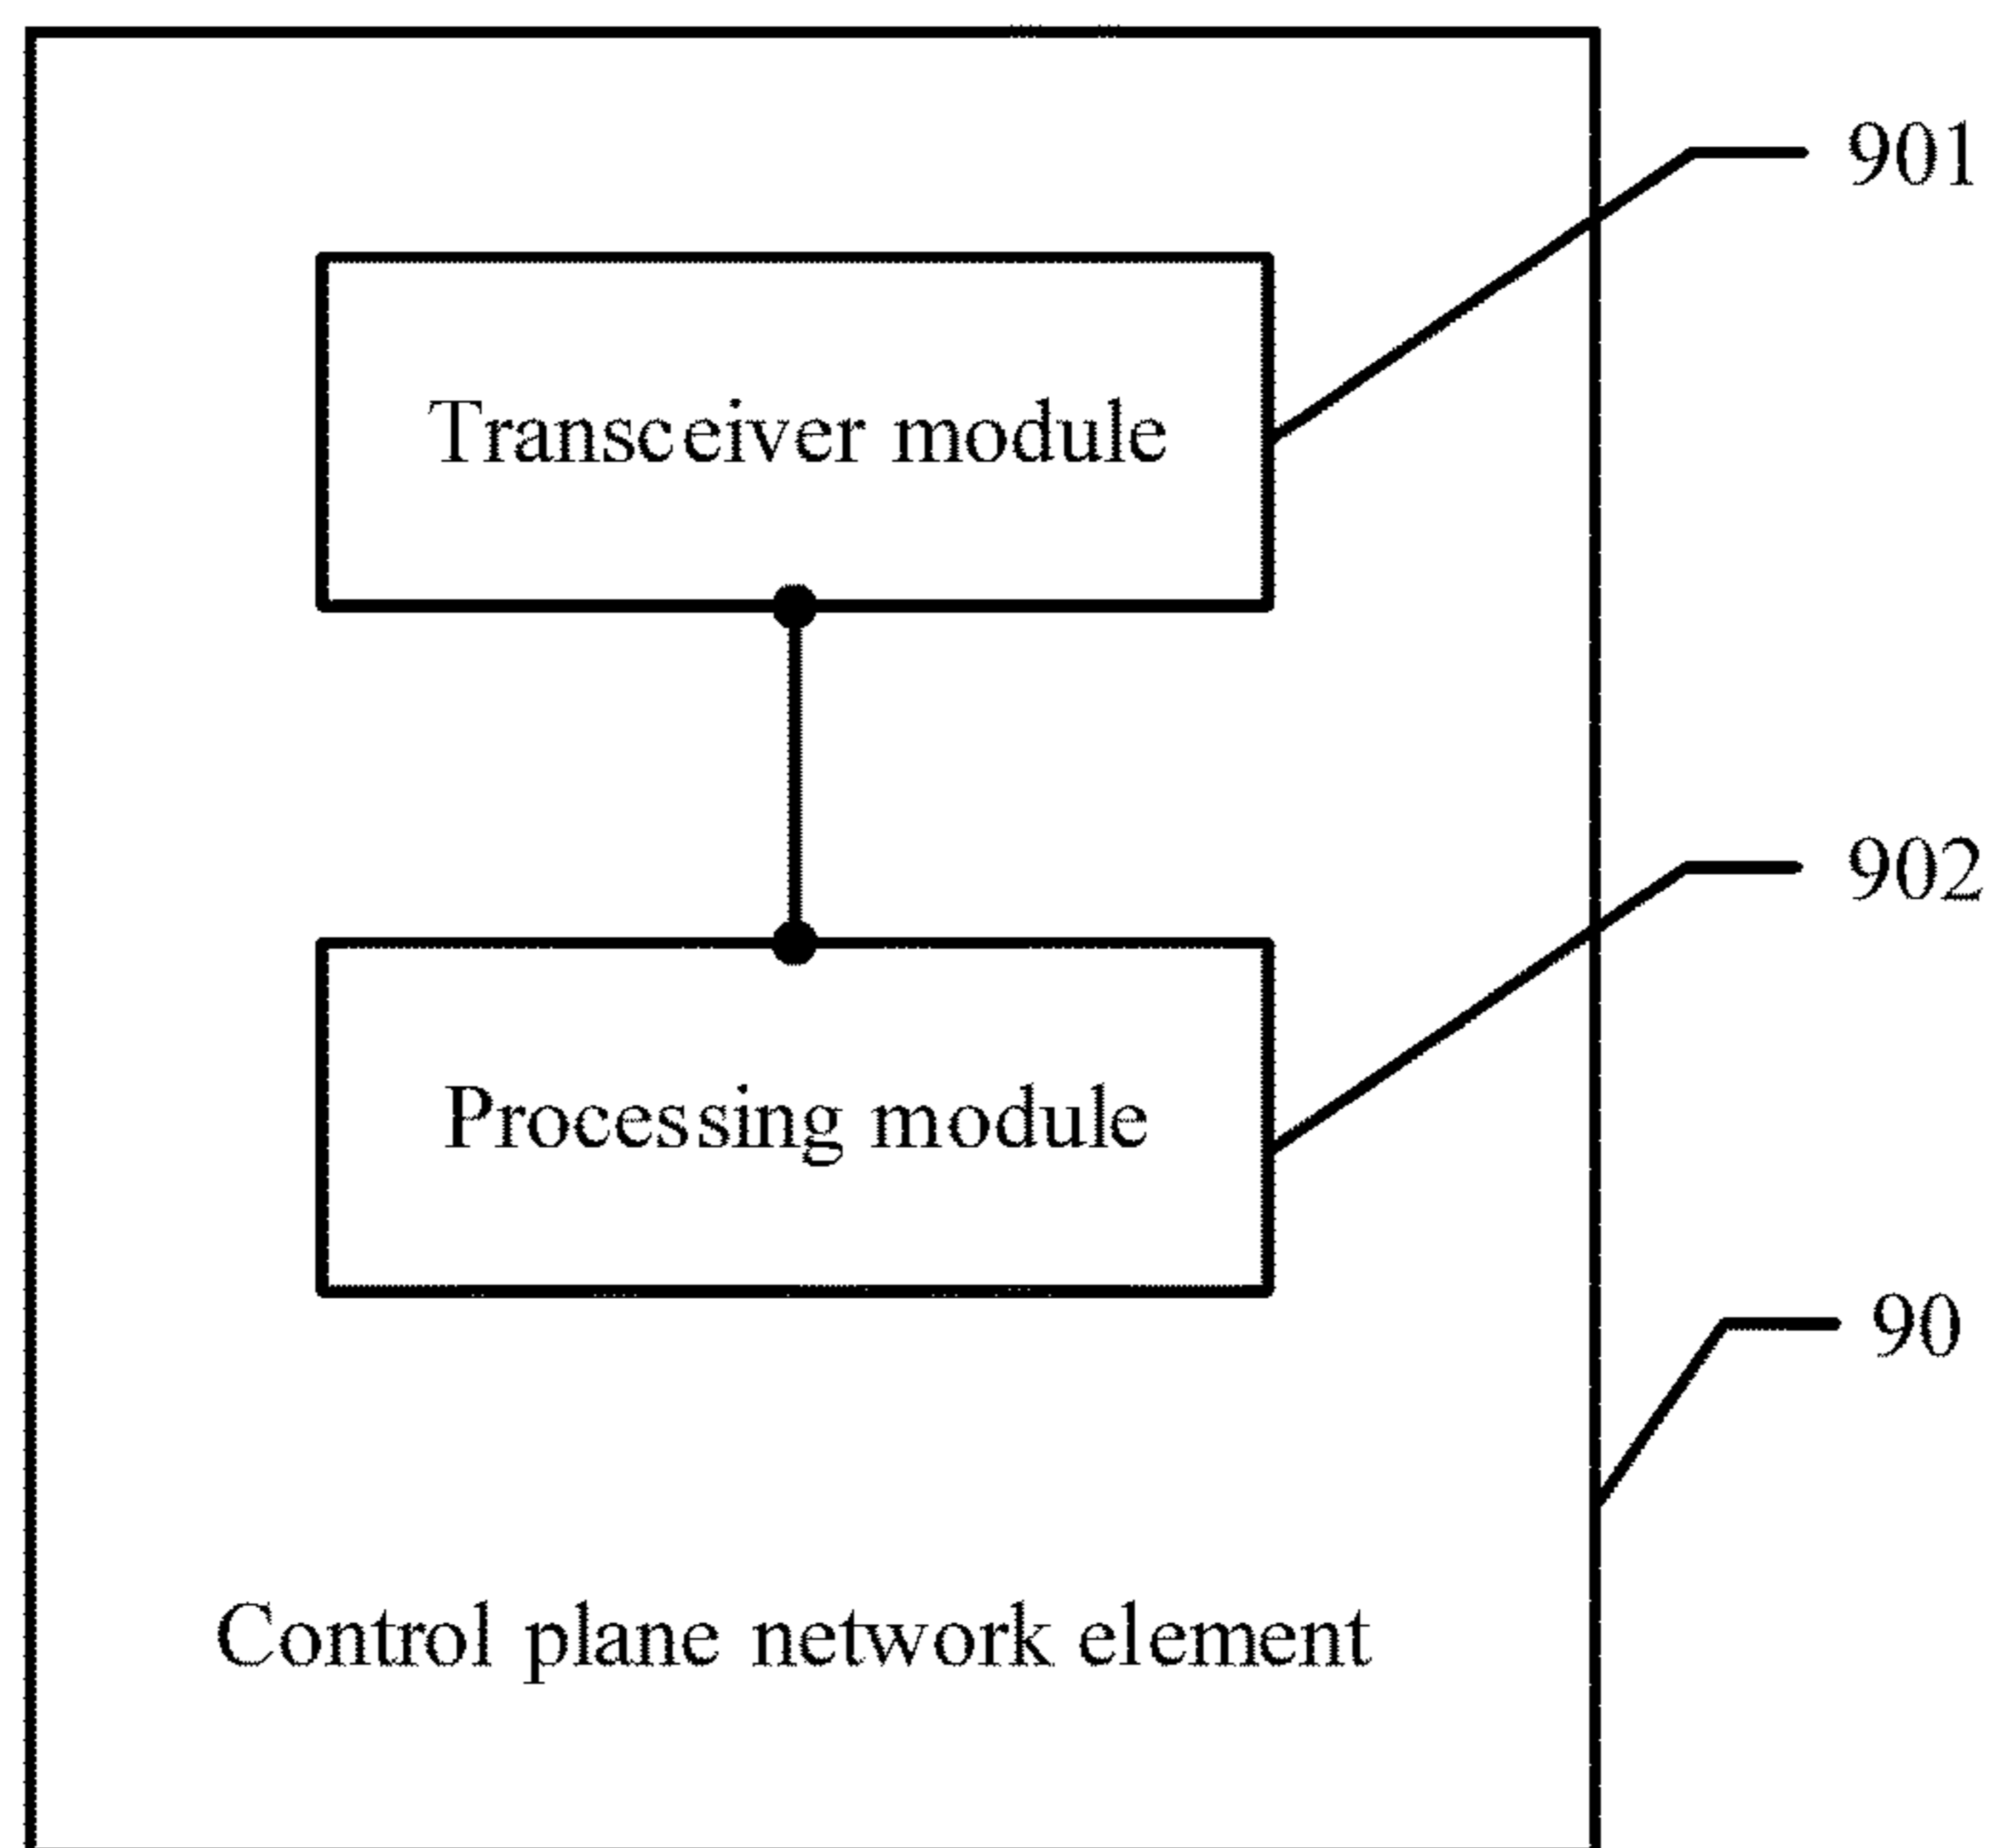 901
Transceiver module
902
Processing module
90
Control plane network element